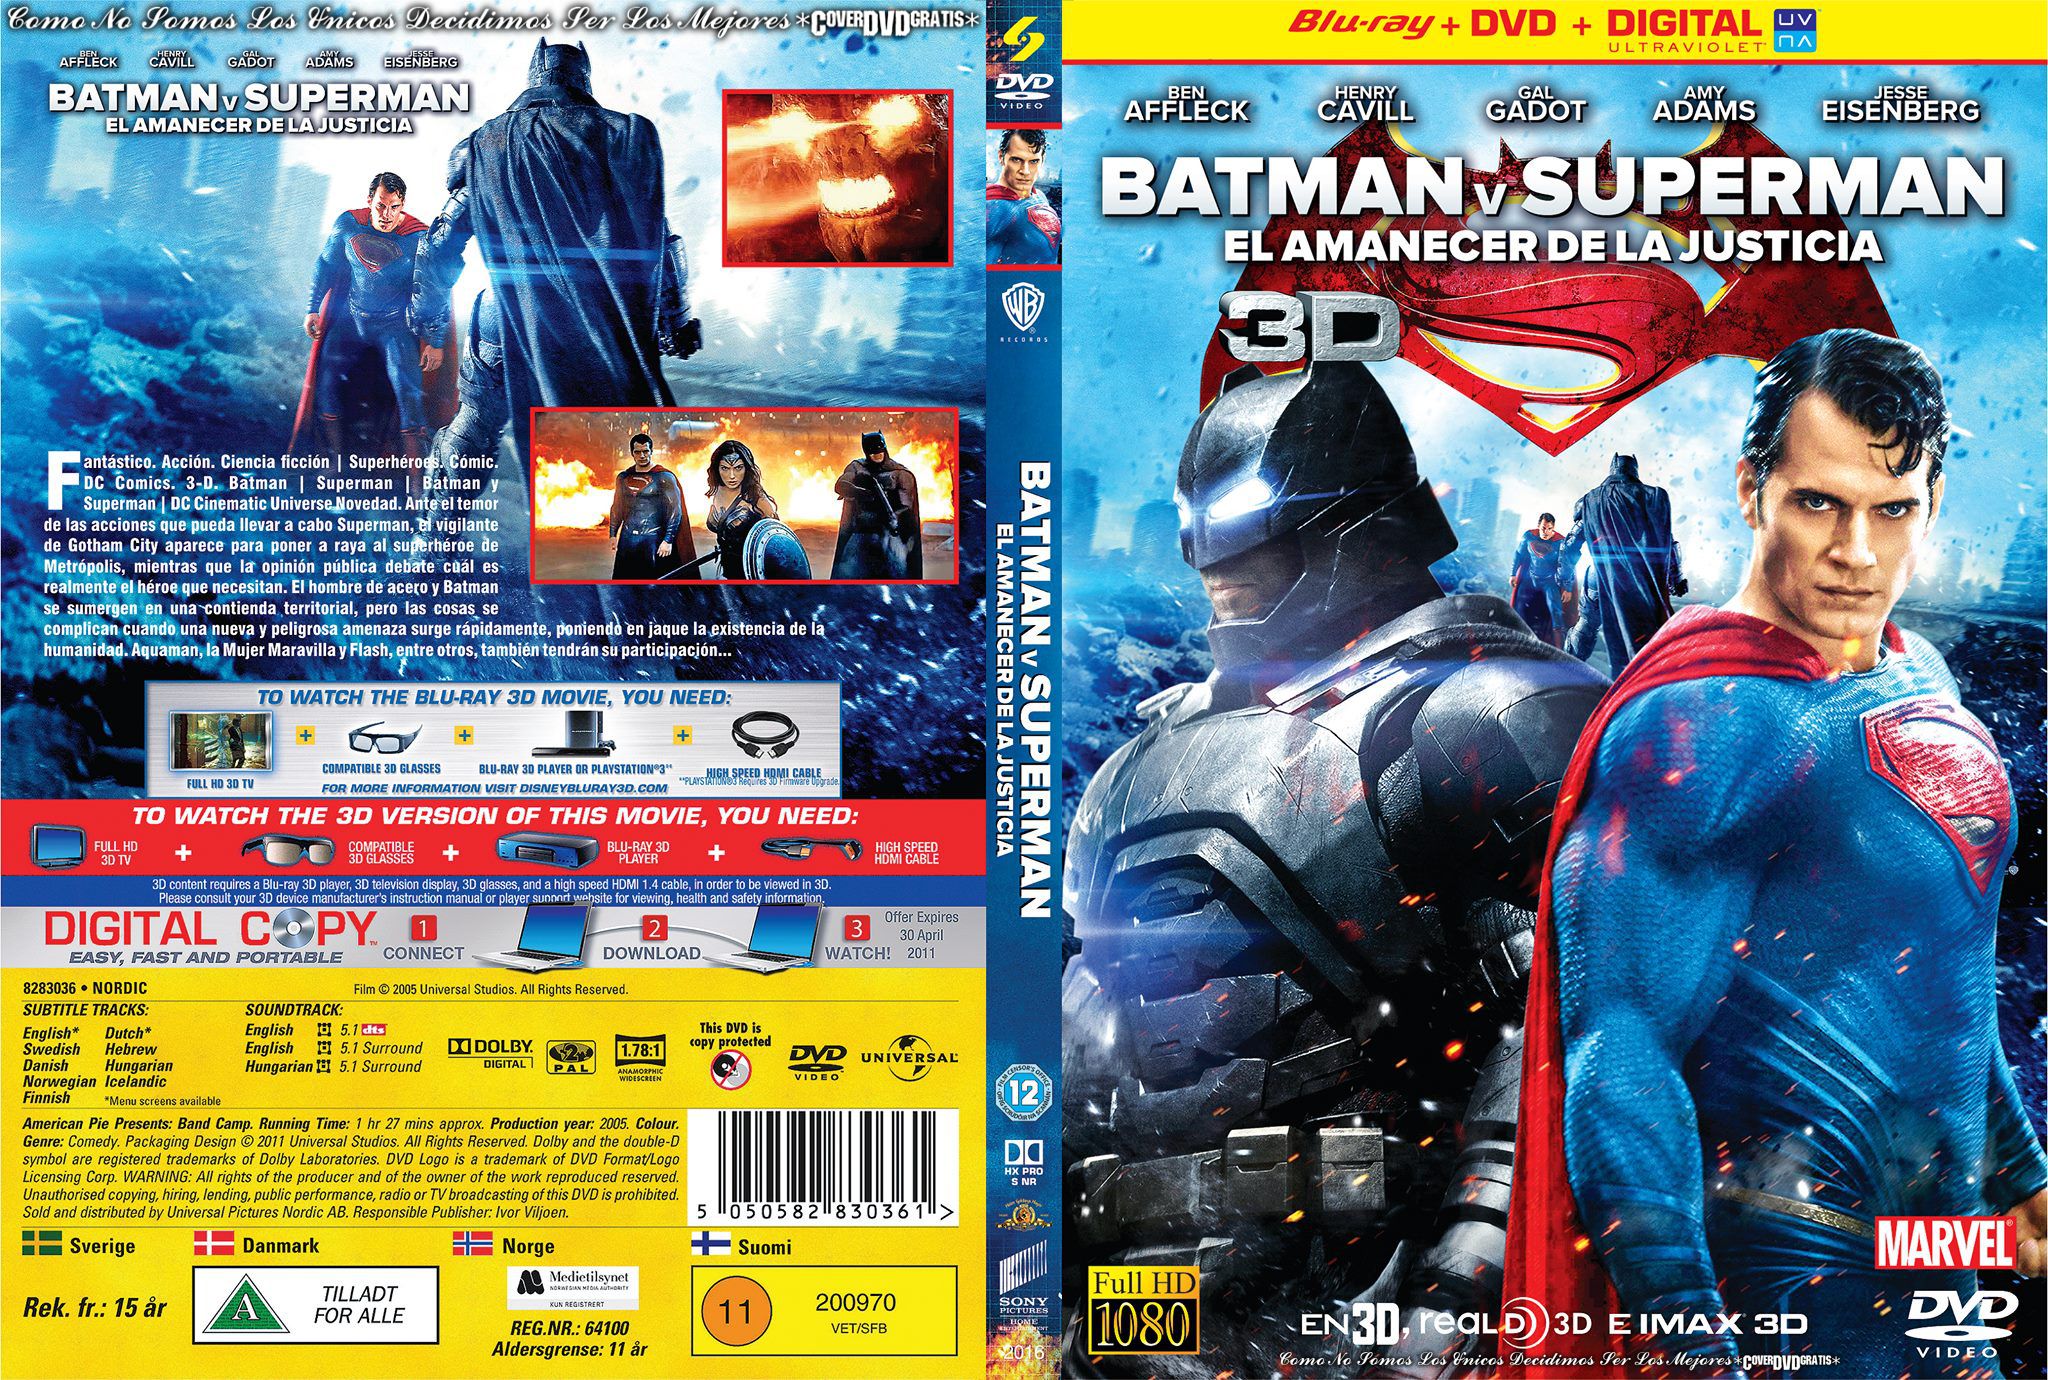 Como No Somos Los Únicos Decidimos Ser Los Mejores *COVERDVDGRATIS*
BEN AFFLECK HENRY CAVILL GAL GADOT AMY ADAMS JESSE EISENBERG
BATMAN v SUPERMAN
EL AMANECER DE LA JUSTICIA
Fantástico. Acción. Ciencia ficción | Superhéroes. Cómic.
DC Comics. 3-D. Batman | Superman | Batman y
Superman | DC Cinematic Universe Novedad. Ante el temor
de las acciones que pueda llevar a cabo Superman, el vigilante
de Gotham City aparece para poner a raya al superhéroe de
Metrópolis, mientras que la opinión pública debate cuál es
realmente el héroe que necesitan. El hombre de acero y Batman
se sumergen en una contienda territorial, pero las cosas se
complican cuando una nueva y peligrosa amenaza surge rápidamente, poniendo en jaque la existencia de la
humanidad. Aquaman, la Mujer Maravilla y Flash, entre otros, también tendrán su participación...
TO WATCH THE BLU-RAY 3D MOVIE, YOU NEED:
+ + +
FULL HD 3D TV
COMPATIBLE 3D GLASSES
BLU-RAY 3D PLAYER OR PLAYSTATION®3**
HIGH SPEED HDMI CABLE
**PLAYSTATION®3 Requires 3D Firmware Upgrade.
FOR MORE INFORMATION VISIT DISNEYBLURAY3D.COM
TO WATCH THE 3D VERSION OF THIS MOVIE, YOU NEED:
FULL HD
3D TV
+
COMPATIBLE
3D GLASSES
+
BLU-RAY 3D
PLAYER
+
HIGH SPEED
HDMI CABLE
3D content requires a Blu-ray 3D player, 3D television display, 3D glasses, and a high speed HDMI 1.4 cable, in order to be viewed in 3D.
Please consult your 3D device manufacturer's instruction manual or player support website for viewing, health and safety information.
DIGITAL COPY™
EASY, FAST AND PORTABLE
1
CONNECT
2
DOWNLOAD
3
WATCH!
Offer Expires
30 April
2011
8283036 • NORDIC
Film © 2005 Universal Studios. All Rights Reserved.
SUBTITLE TRACKS:
English* Dutch*
Swedish Hebrew
Danish Hungarian
Norwegian Icelandic
Finnish *Menu screens available
SOUNDTRACK:
English 5.1 dts
English 5.1 Surround
Hungarian 5.1 Surround
DOLBY
DIGITAL
2
PAL
1.78:1
ANAMORPHIC
WIDESCREEN
This DVD is
copy protected
DVD
VIDEO
UNIVERSAL
American Pie Presents: Band Camp. Running Time: 1 hr 27 mins approx. Production year: 2005. Colour.
Genre: Comedy. Packaging Design © 2011 Universal Studios. All Rights Reserved. Dolby and the double-D
symbol are registered trademarks of Dolby Laboratories. DVD Logo is a trademark of DVD Format/Logo
Licensing Corp. WARNING: All rights of the producer and of the owner of the work reproduced reserved.
Unauthorised copying, hiring, lending, public performance, radio or TV broadcasting of this DVD is prohibited.
Sold and distributed by Universal Pictures Nordic AB. Responsible Publisher: Ivor Viljoen.
5 050582 830361 >
Sverige
Danmark
Norge
Suomi
Rek. fr.: 15 år
A
TILLADT
FOR ALLE
Medietilsynet
NORWEGIAN MEDIA AUTHORITY
KUN REGISTRERT
REG.NR.: 64100
Aldersgrense: 11 år
11
200970
VET/SFB
DVD
VIDEO
WB
RECORDS
BATMAN v SUPERMAN
EL AMANECER DE LA JUSTICIA
FILM CENSOR'S OFFICE
12
HX PRO
S NR
SONY
PICTURES
HOME
ENTERTAINMENT
2016
Blu-ray + DVD + DIGITAL
ULTRAVIOLET
UV
BEN AFFLECK HENRY CAVILL GAL GADOT AMY ADAMS JESSE EISENBERG
BATMAN v SUPERMAN
EL AMANECER DE LA JUSTICIA
3D
MARVEL
Full HD
1080
EN 3D, REALD 3D E IMAX 3D
DVD
VIDEO
Como No Somos Los Únicos Decidimos Ser Los Mejores *COVERDVDGRATIS*